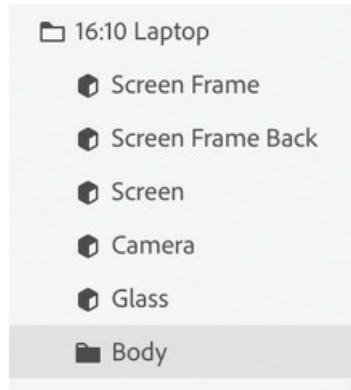 16:10 Laptop
Screen Frame
Screen Frame Back
Screen
Camera
Glass
Body